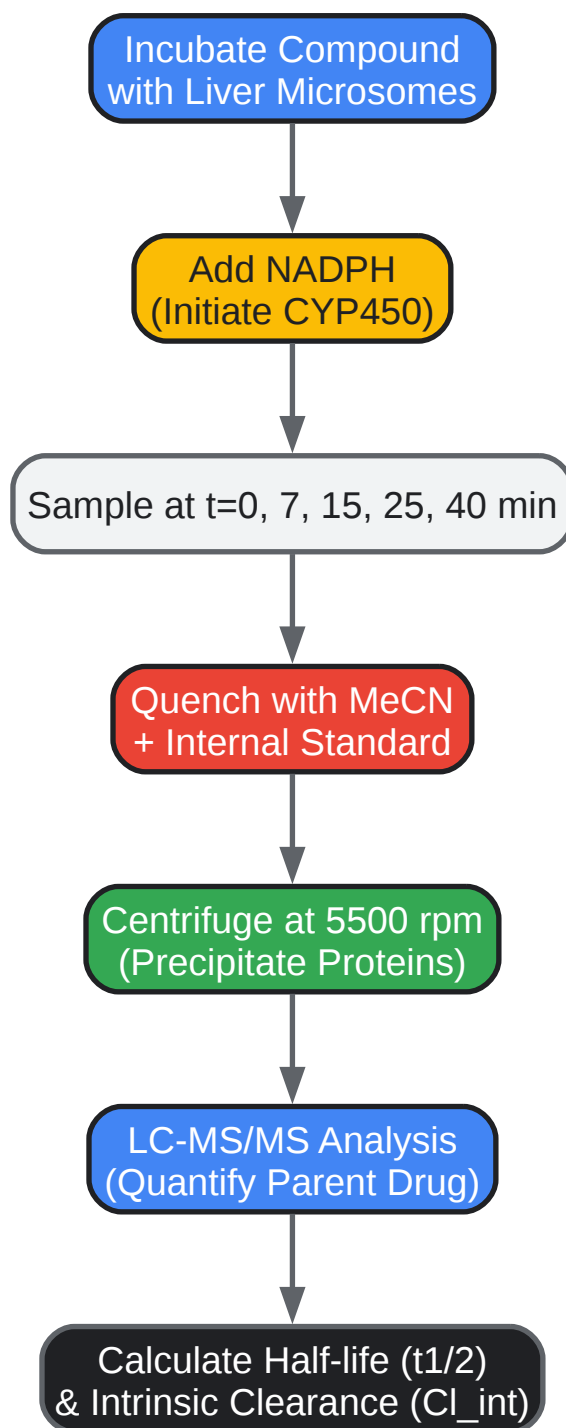 Incubate Compound
with Liver Microsomes
Add NADPH
(Initiate CYP450)
Sample at t=0, 7, 15, 25, 40 min
Quench with MeCN
+ Internal Standard
Centrifuge at 5500 rpm
(Precipitate Proteins)
LC-MS/MS Analysis
(Quantify Parent Drug)
Calculate Half-life (t1/2)
& Intrinsic Clearance (Cl_int)